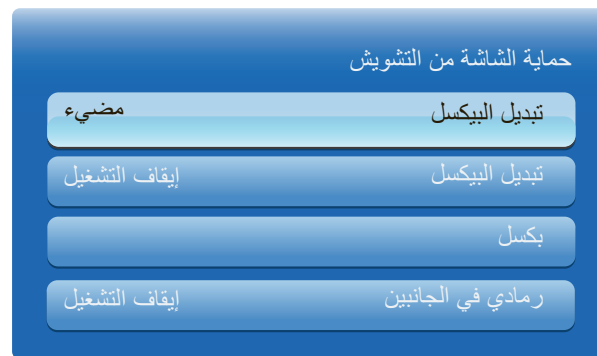 حماية الشاشة من التشويش
تبديل البيكسل مضيء
تبديل البيكسل إيقاف التشغيل
بكسل
رمادي في الجانبين إيقاف التشغيل